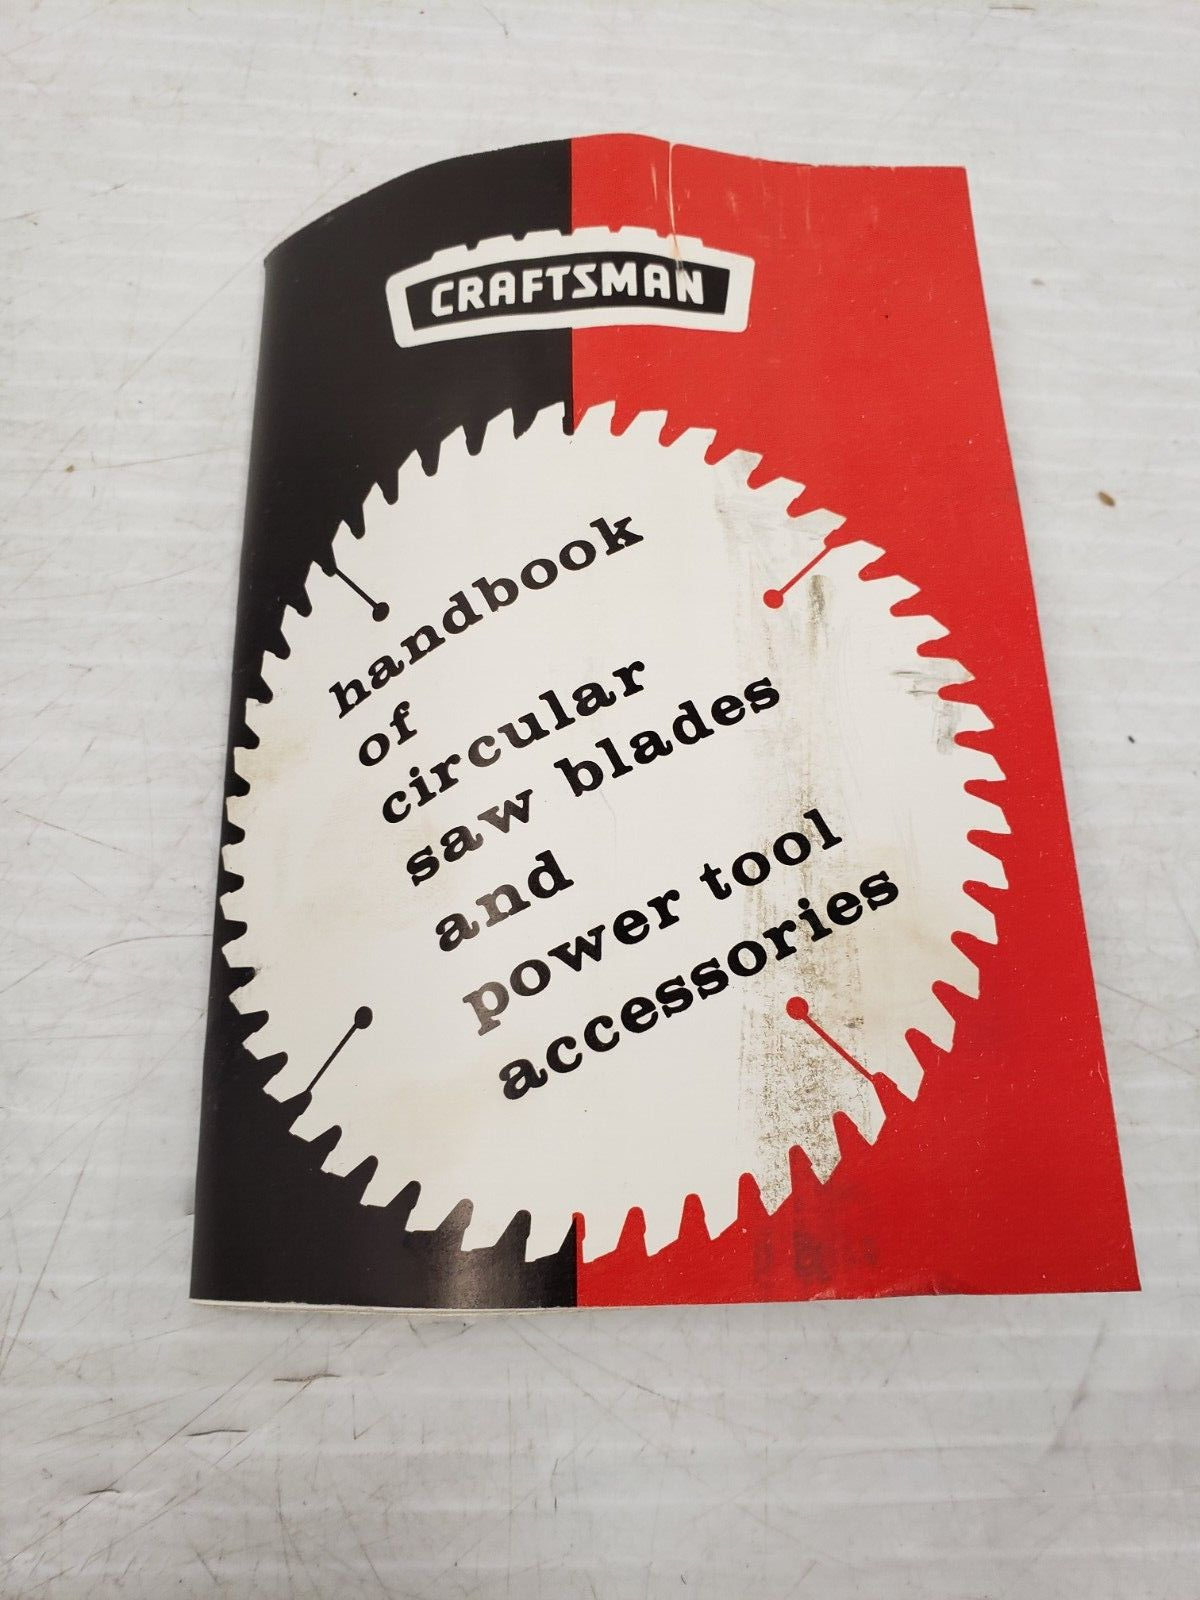 CRAFTSMAN
handbook
of
circular
saw blades
and
power tool
accessories